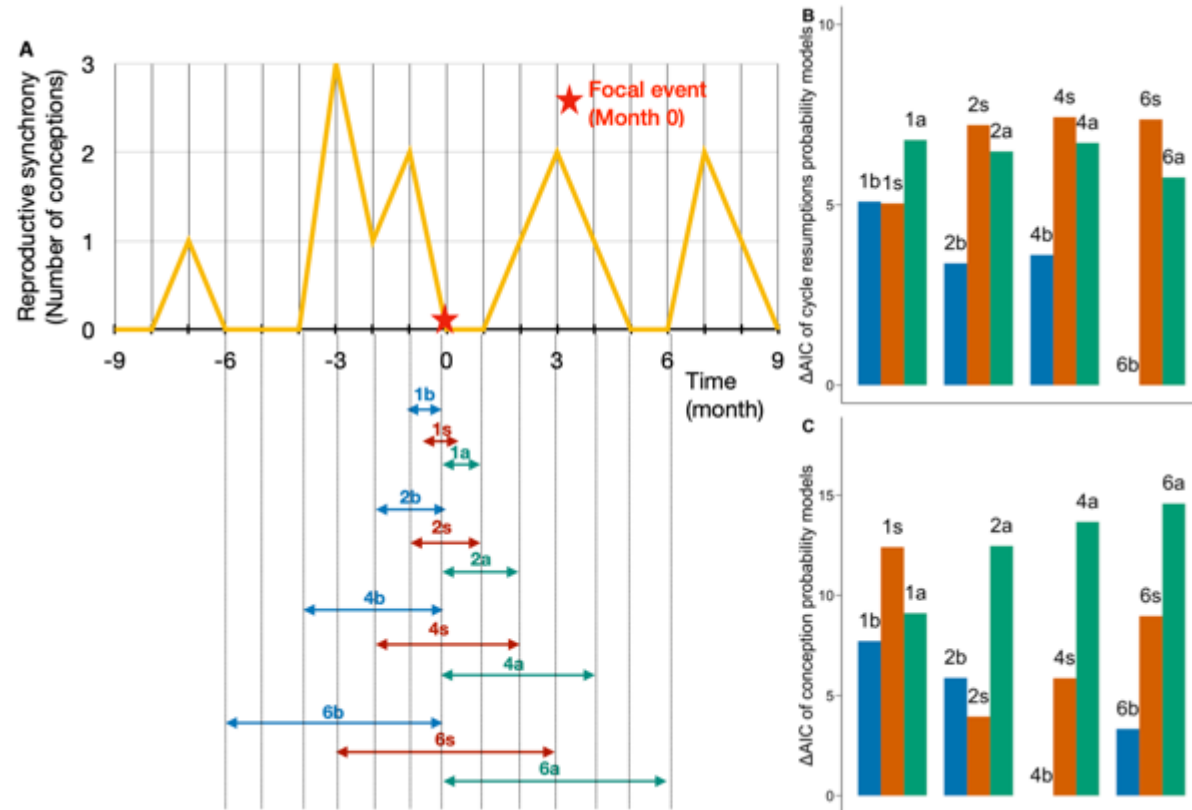 A
Reproductive synchrony
(Number of conceptions)
3
2
1
0
Focal event
(Month 0)
-9
-6
-3
0
3
6
9
Time
(month)
1b
1s
1a
2b
2s
2a
4b
4s
4a
6b
6s
6a
B
ΔAIC of cycle resumptions probability models
10
5
0
1b
1s
1a
2b
2s
2a
4b
4s
4a
6b
6s
6a
C
ΔAIC of conception probability models
15
10
5
0
1b
1s
1a
2b
2s
2a
4b
4s
4a
6b
6s
6a